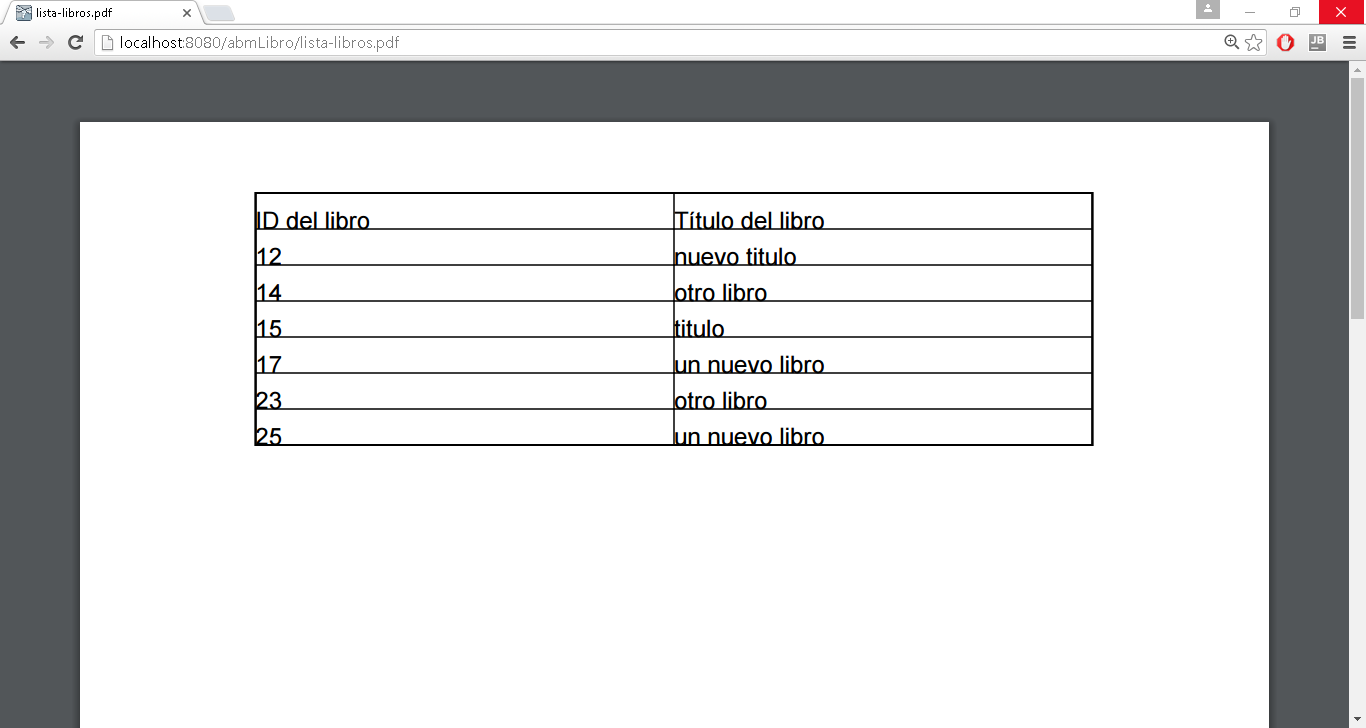 lista-libros.pdf
localhost:8080/abmLibro/lista-libros.pdf
JB
ID del libro Título del libro
12 nuevo titulo
14 otro libro
15 titulo
17 un nuevo libro
23 otro libro
25 un nuevo libro